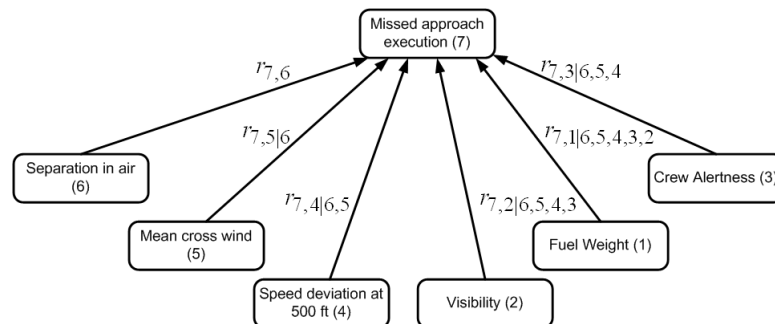 Missed approach
execution (7)
r7,6
r7,3|6,5,4
r7,5|6
r7,1|6,5,4,3,2
Separation in air
(6)
Crew Alertness (3)
r7,4|6,5
r7,2|6,5,4,3
Mean cross wind
(5)
Fuel Weight (1)
Speed deviation at
500 ft (4)
Visibility (2)